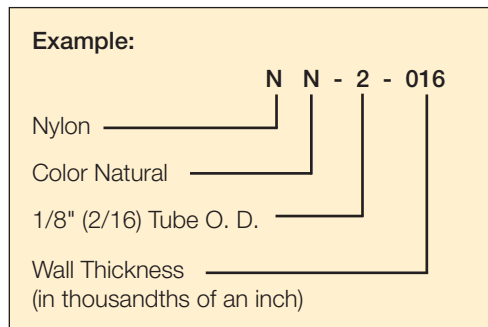 Example:
N N - 2 - 016
Nylon
Color Natural
1/8" (2/16) Tube O. D.
Wall Thickness
(in thousandths of an inch)